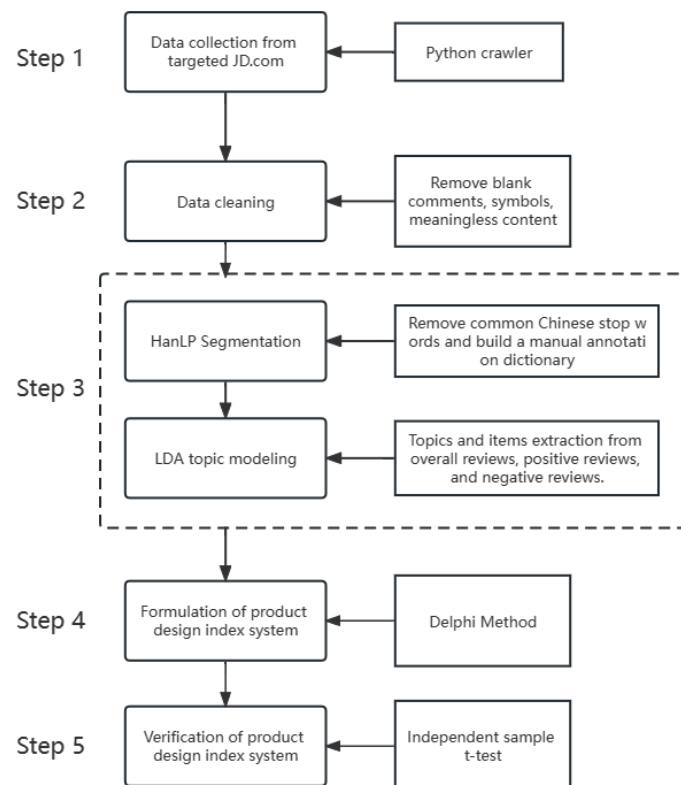 Step 1
Data collection from
targeted JD.com
Python crawler
Step 2
Data cleaning
Remove blank
comments, symbols,
meaningless content
Step 3
HanLP Segmentation
Remove common Chinese stop w
ords and build a manual annotati
on dictionary
LDA topic modeling
Topics and items extraction from
overall reviews, positive reviews,
and negative reviews.
Step 4
Formulation of product
design index system
Delphi Method
Step 5
Verification of product
design index system
Independent sample
t-test